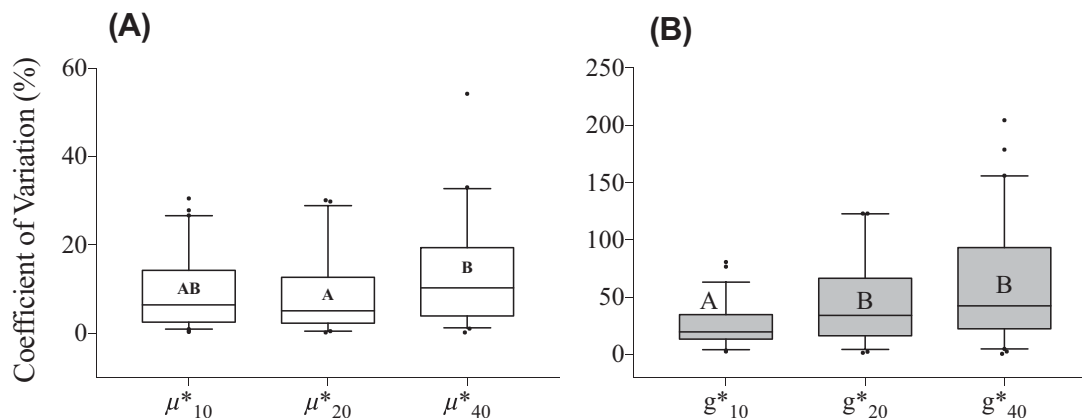 (A)
(B)
Coefficient of Variation (%)
60
40
20
0
AB
A
B
μ*10
μ*20
μ*40
250
200
150
100
50
0
A
B
B
g*10
g*20
g*40